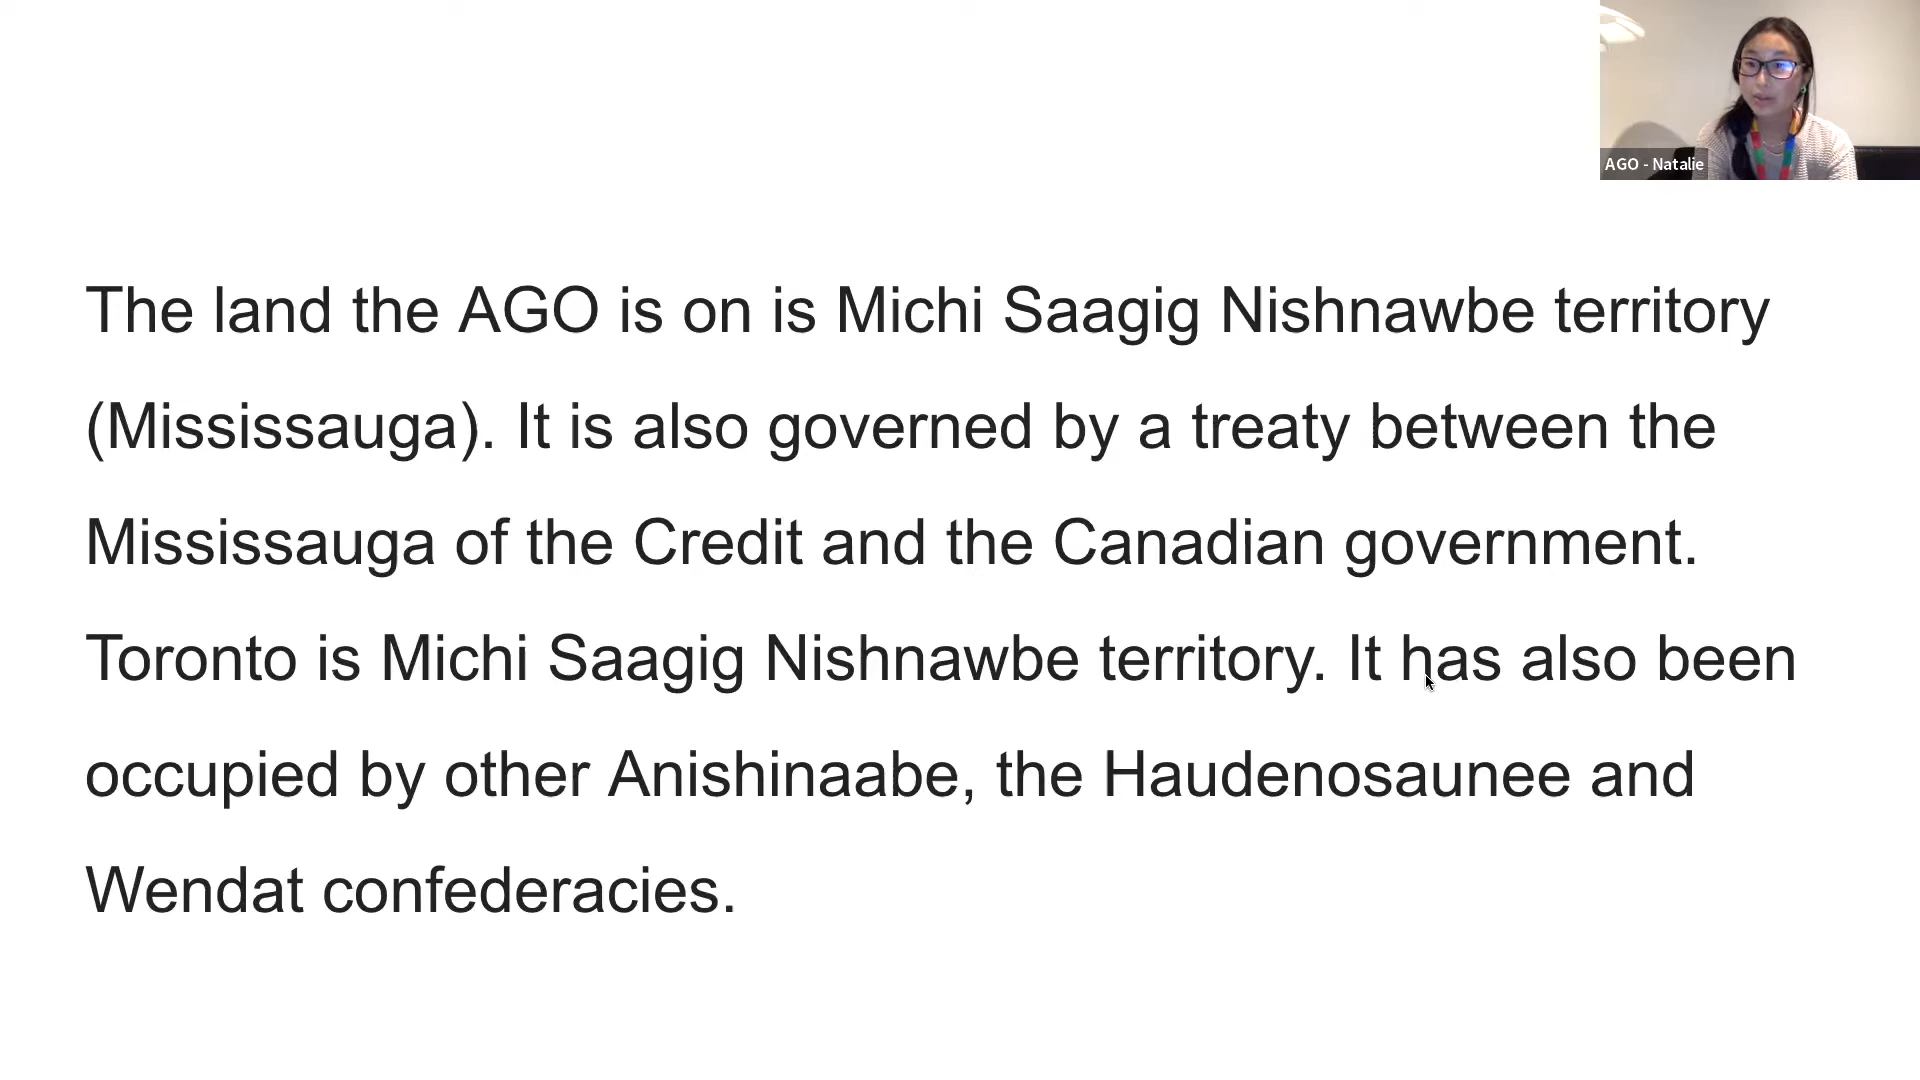 AGO - Natalie
The land the AGO is on is Michi Saagig Nishnawbe territory
(Mississauga). It is also governed by a treaty between the
Mississauga of the Credit and the Canadian government.
Toronto is Michi Saagig Nishnawbe territory. It has also been
occupied by other Anishinaabe, the Haudenosaunee and
Wendat confederacies.